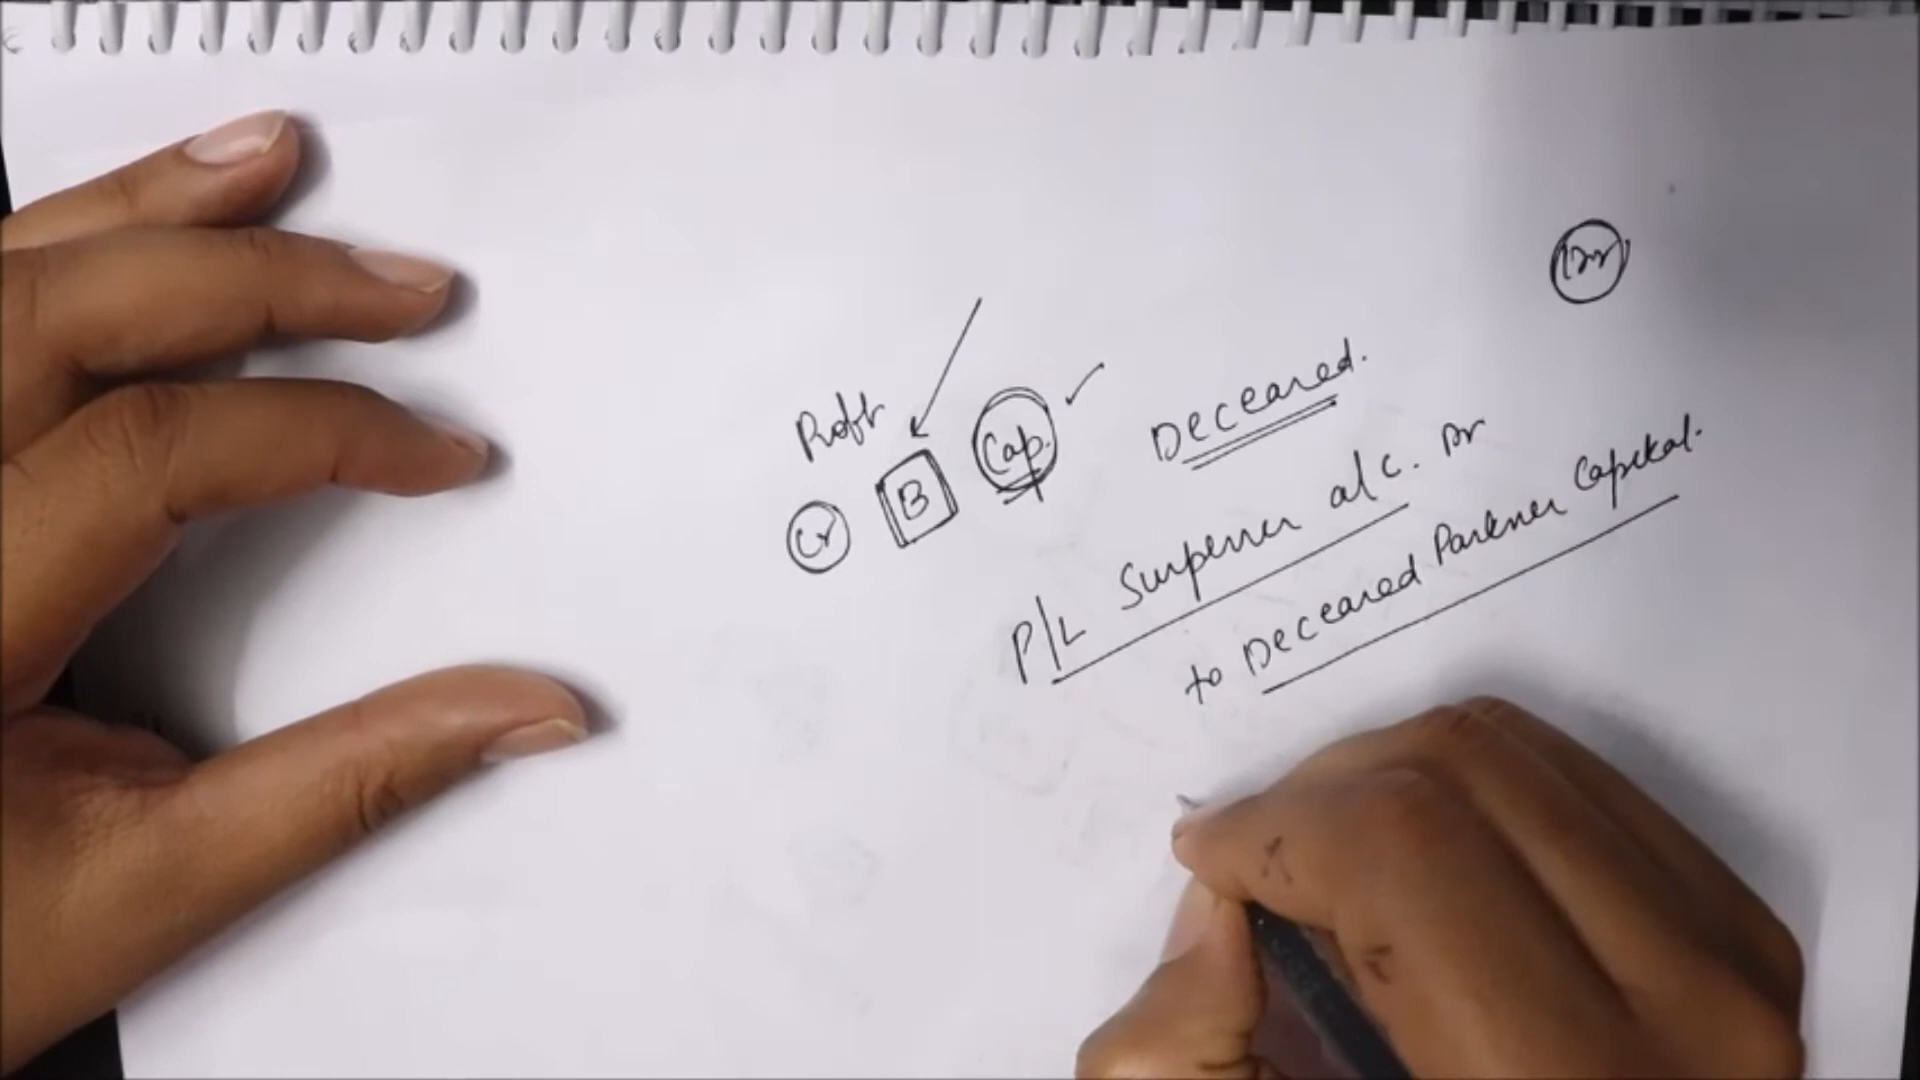 Dr
Profit
Cr B Cap.
Deceased.
P/L Suspense a/c. Dr
to Deceased Partner Capital.